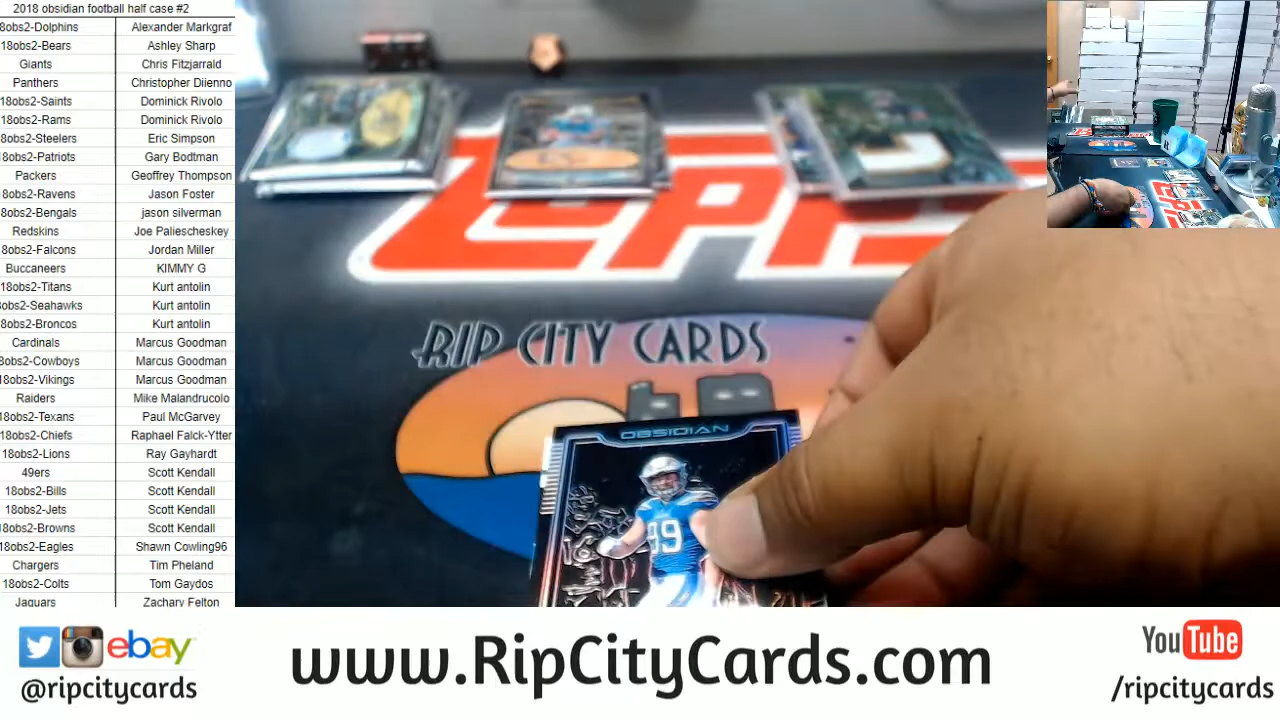 2018 obsidian football half case #2
8obs2-Dolphins Alexander Markgraf
18obs2-Bears Ashley Sharp
Giants Chris Fitzjarrald
Panthers Christopher Diienno
18obs2-Saints Dominick Rivolo
18obs2-Rams Dominick Rivolo
8obs2-Steelers Eric Simpson
8obs2-Patriots Gary Bodtman
Packers Geoffrey Thompson
8obs2-Ravens Jason Foster
8obs2-Bengals jason silverman
Redskins Joe Paliescheskey
8obs2-Falcons Jordan Miller
Buccaneers KIMMY G
18obs2-Titans Kurt antolin
obs2-Seahawks Kurt antolin
8obs2-Broncos Kurt antolin
Cardinals Marcus Goodman
8obs2-Cowboys Marcus Goodman
8obs2-Vikings Marcus Goodman
Raiders Mike Malandrucolo
18obs2-Texans Paul McGarvey
18obs2-Chiefs Raphael Falck-Ytter
18obs2-Lions Ray Gayhardt
49ers Scott Kendall
18obs2-Bills Scott Kendall
18obs2-Jets Scott Kendall
8obs2-Browns Scott Kendall
18obs2-Eagles Shawn Cowling96
Chargers Tim Pheland
18obs2-Colts Tom Gaydos
Jaguars Zachary Felton
RIP CITY CARDS
OBSIDIAN
99
ebay
@ripcitycards
www.RipCityCards.com
YouTube
/ripcitycards